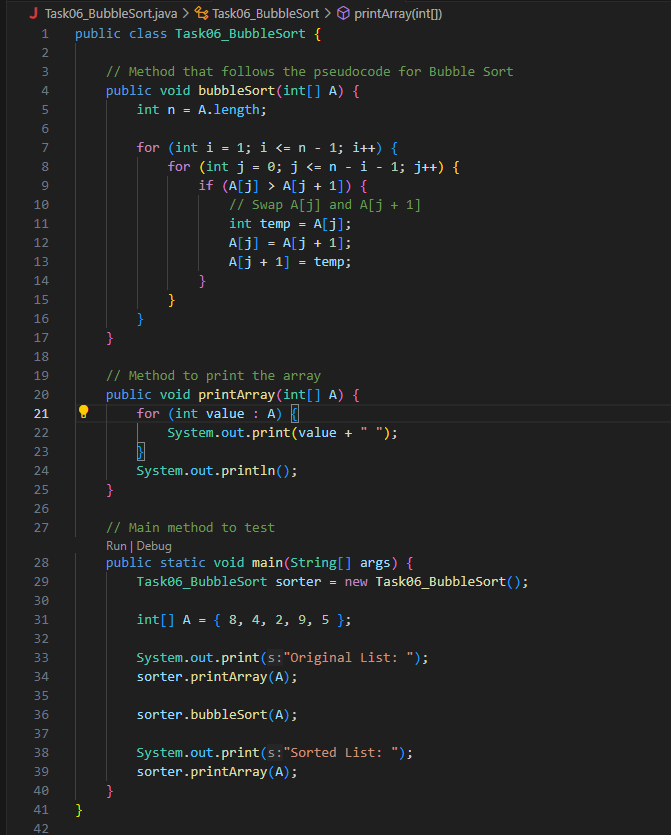 J Task06_BubbleSort.java > Task06_BubbleSort > printArray(int[])
1 public class Task06_BubbleSort {
2
3     // Method that follows the pseudocode for Bubble Sort
4     public void bubbleSort(int[] A) {
5         int n = A.length;
6
7         for (int i = 1; i <= n - 1; i++) {
8             for (int j = 0; j <= n - i - 1; j++) {
9                 if (A[j] > A[j + 1]) {
10                     // Swap A[j] and A[j + 1]
11                     int temp = A[j];
12                     A[j] = A[j + 1];
13                     A[j + 1] = temp;
14                 }
15             }
16         }
17     }
18
19     // Method to print the array
20     public void printArray(int[] A) {
21         for (int value : A) {
22             System.out.print(value + " ");
23         }
24         System.out.println();
25     }
26
27     // Main method to test
Run | Debug
28     public static void main(String[] args) {
29         Task06_BubbleSort sorter = new Task06_BubbleSort();
30
31         int[] A = { 8, 4, 2, 9, 5 };
32
33         System.out.print(s:"Original List: ");
34         sorter.printArray(A);
35
36         sorter.bubbleSort(A);
37
38         System.out.print(s:"Sorted List: ");
39         sorter.printArray(A);
40     }
41 }
42